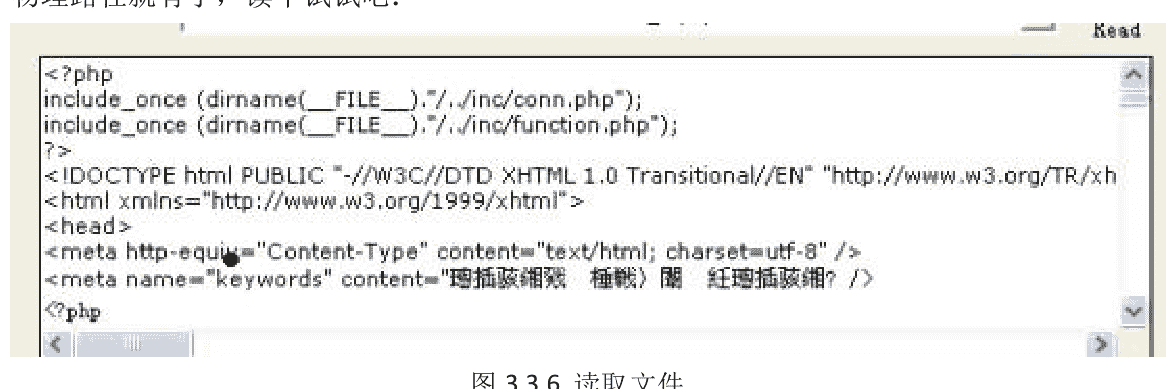 物理路径就有了，读下试试吧.
Read
<?php
include_once (dirname(__FILE__)."/../inc/conn.php");
include_once (dirname(__FILE__)."/../inc/function.php");
?>
<!DOCTYPE html PUBLIC "-//W3C//DTD XHTML 1.0 Transitional//EN" "http://www.w3.org/TR/xh
<html xmlns="http://www.w3.org/1999/xhtml">
<head>
<meta http-equiv="Content-Type" content="text/html; charset=utf-8" />
<meta name="keywords" content=" />
<?php
图 3.3.6 读取文件